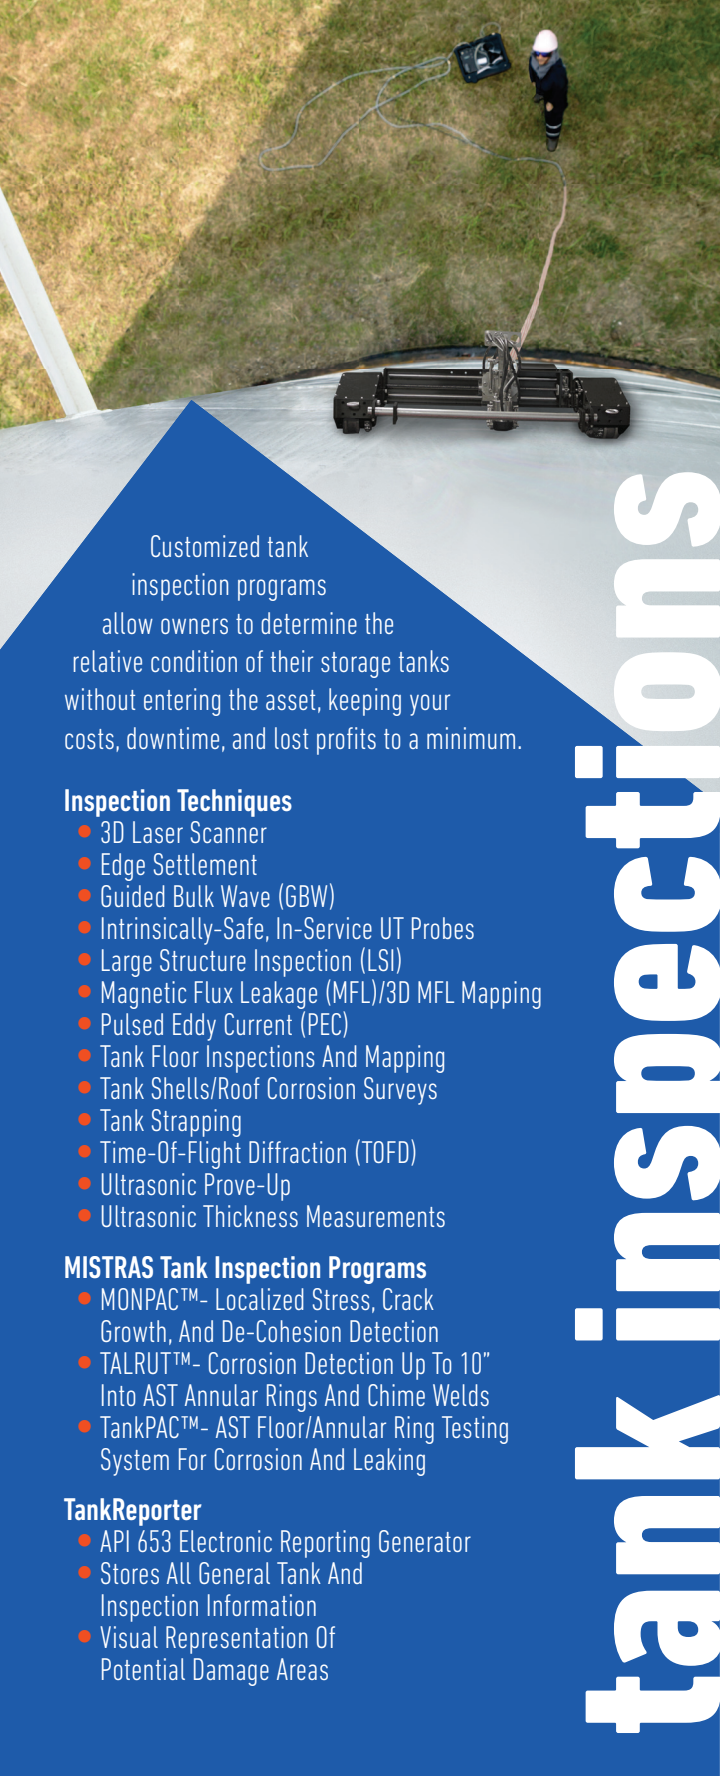 Customized tank
inspection programs
allow owners to determine the
relative condition of their storage tanks
without entering the asset, keeping your
costs, downtime, and lost profits to a minimum.
Inspection Techniques
• 3D Laser Scanner
• Edge Settlement
• Guided Bulk Wave (GBW)
• Intrinsically-Safe, In-Service UT Probes
• Large Structure Inspection (LSI)
• Magnetic Flux Leakage (MFL)/3D MFL Mapping
• Pulsed Eddy Current (PEC)
• Tank Floor Inspections And Mapping
• Tank Shells/Roof Corrosion Surveys
• Tank Strapping
• Time-Of-Flight Diffraction (TOFD)
• Ultrasonic Prove-Up
• Ultrasonic Thickness Measurements
MISTRAS Tank Inspection Programs
• MONPAC™- Localized Stress, Crack
Growth, And De-Cohesion Detection
• TALRUT™- Corrosion Detection Up To 10”
Into AST Annular Rings And Chime Welds
• TankPAC™- AST Floor/Annular Ring Testing
System For Corrosion And Leaking
TankReporter
• API 653 Electronic Reporting Generator
• Stores All General Tank And
Inspection Information
• Visual Representation Of
Potential Damage Areas
tank inspections